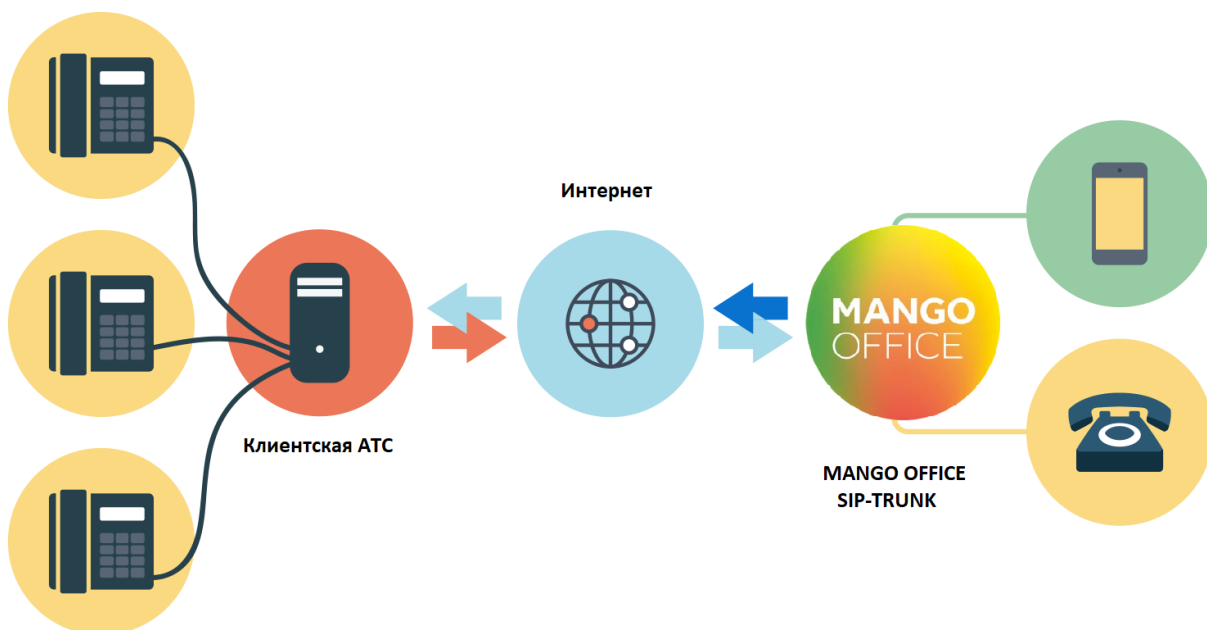 Интернет
MANGO
OFFICE
Клиентская АТС
MANGO OFFICE
SIP-TRUNK